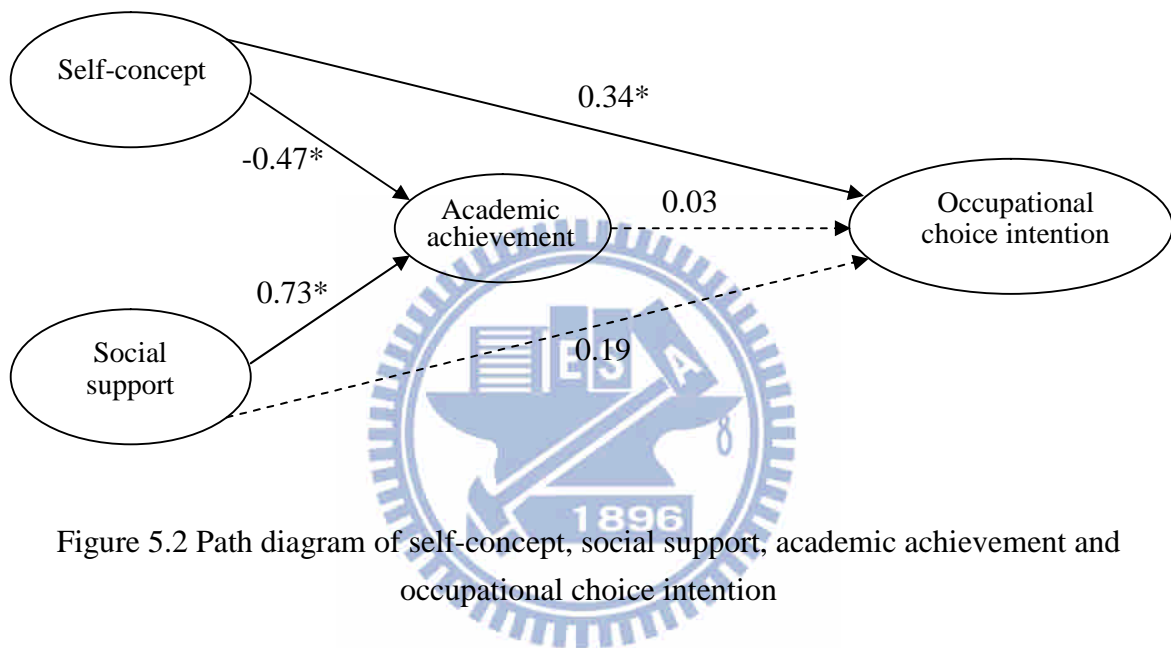 Self-concept
0.34*
-0.47*
Academic
achievement
0.03
Occupational
choice intention
0.73*
Social
support
0.19
E S A
1896
Figure 5.2 Path diagram of self-concept, social support, academic achievement and
occupational choice intention